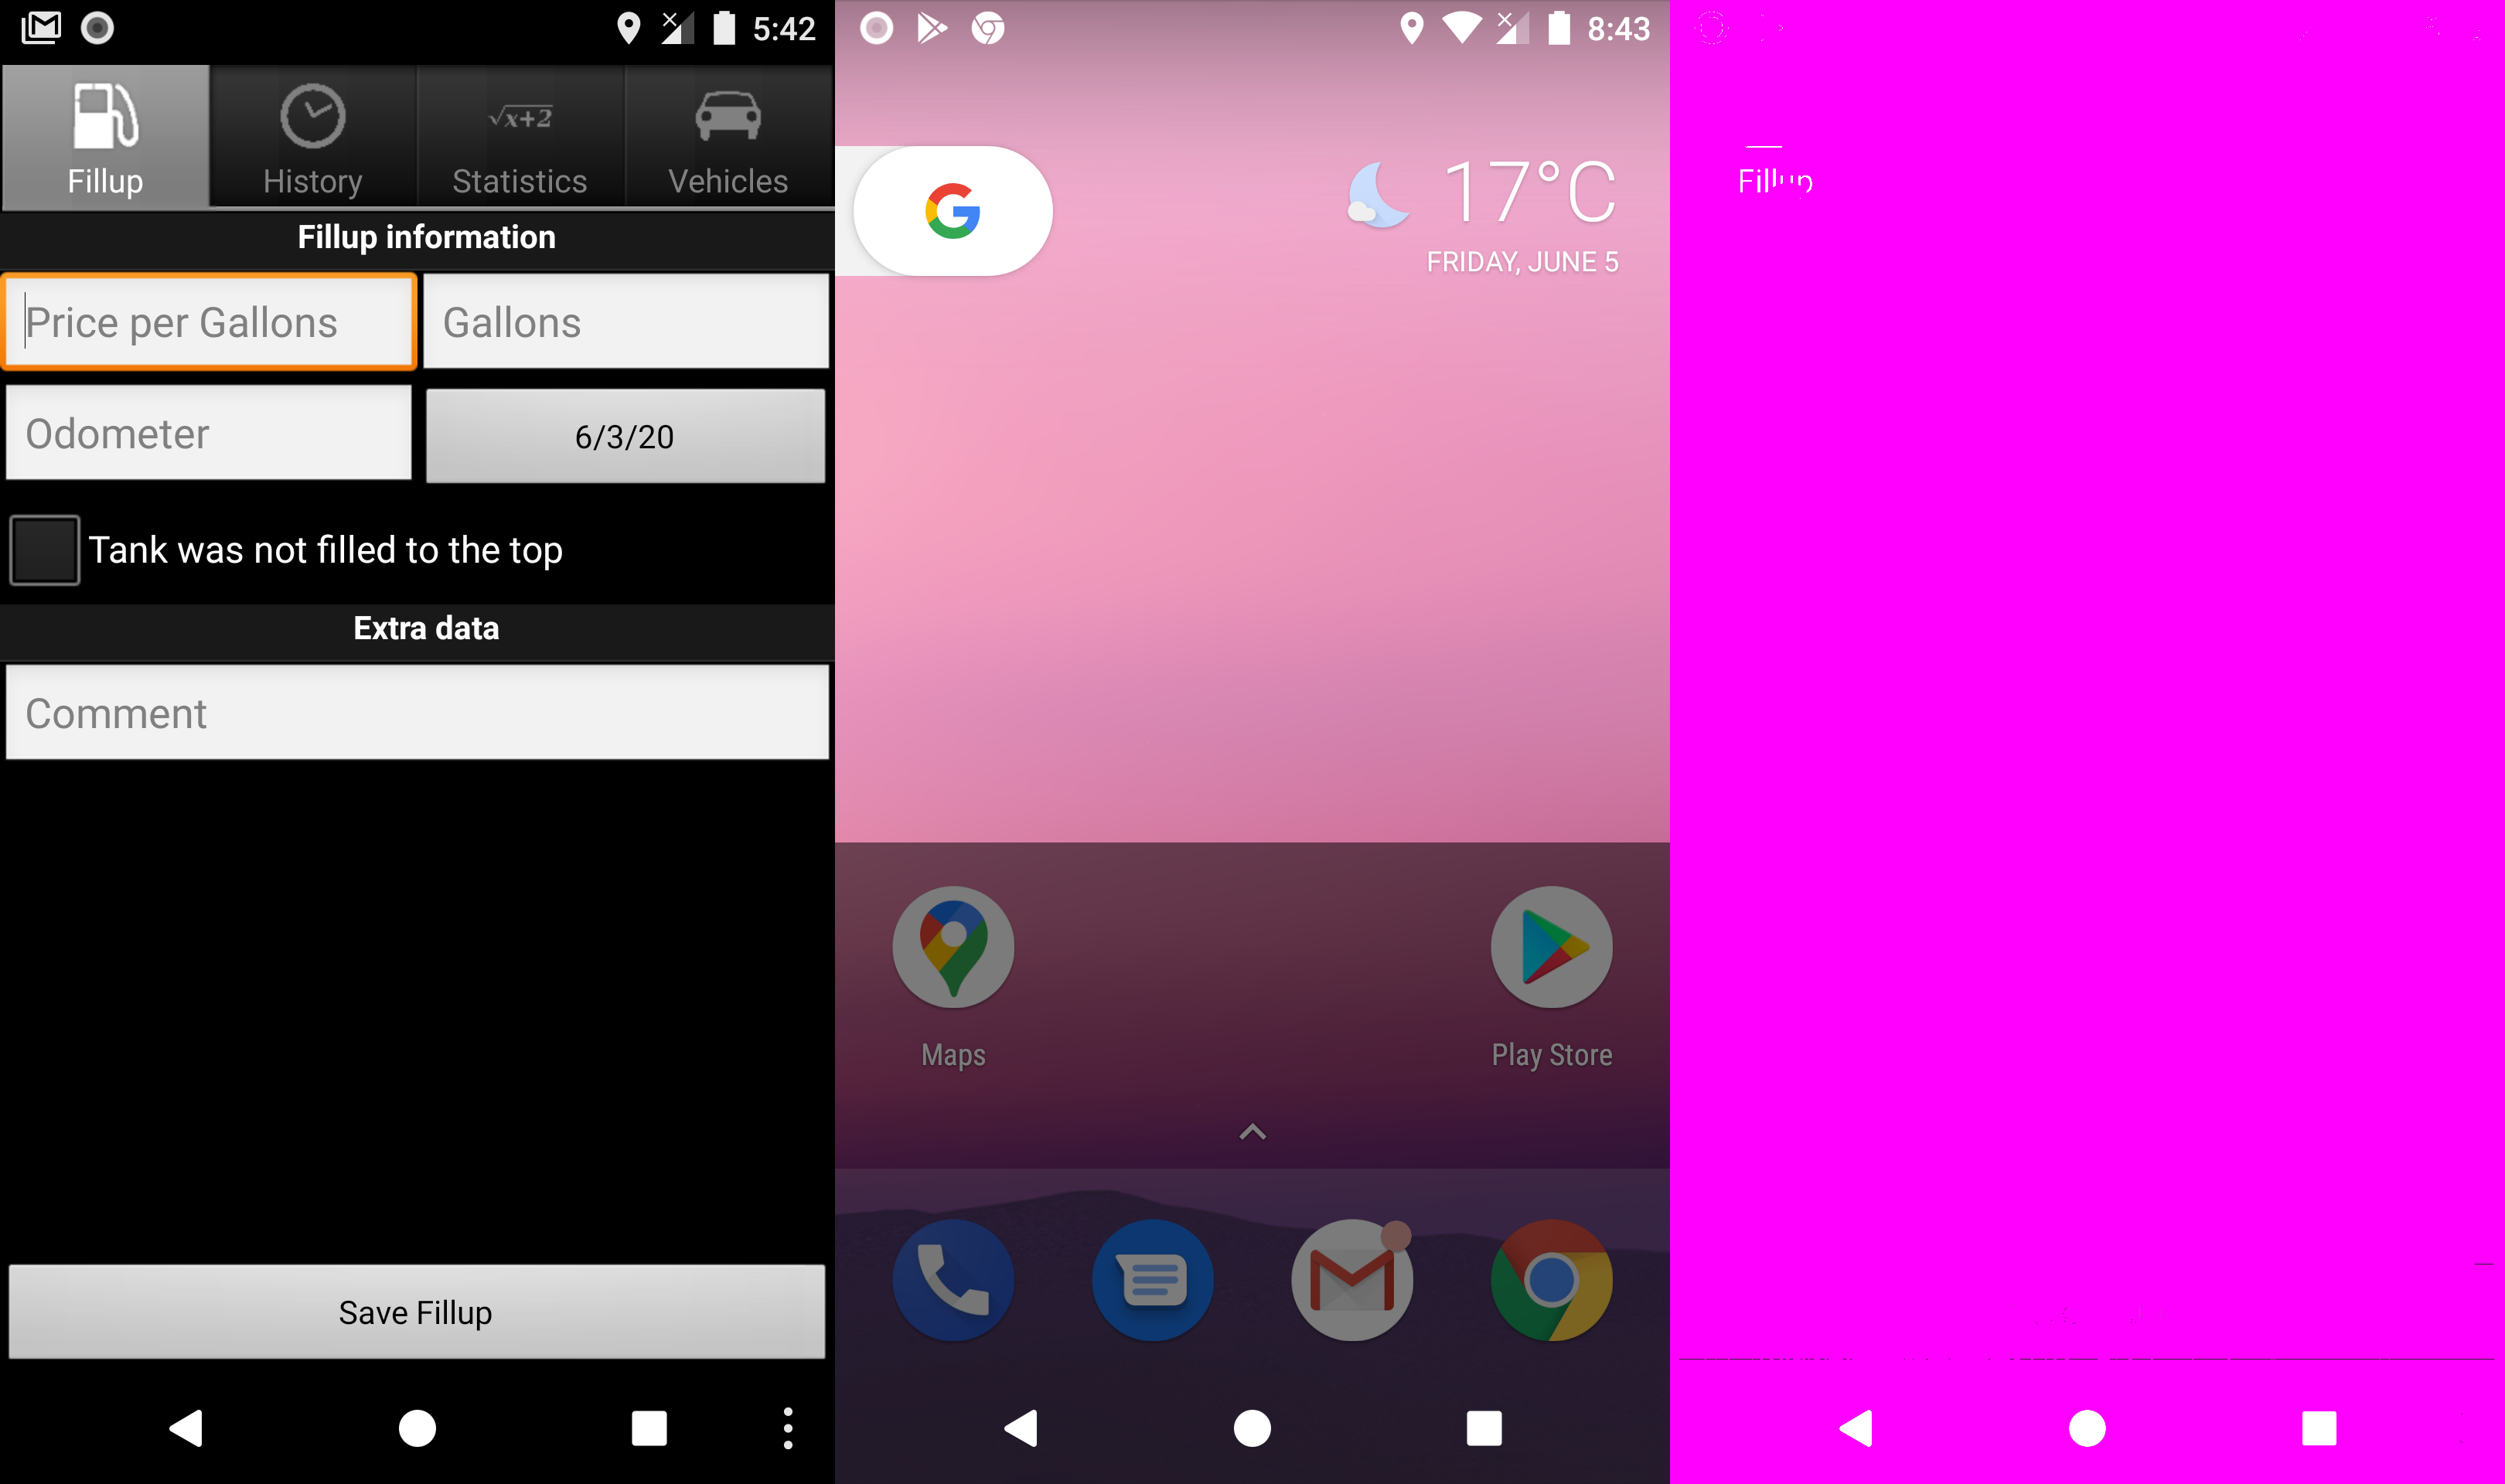 5:42
Fillup
History
√x+2
Statistics
Vehicles
Fillup information
Price per Gallons
Gallons
Odometer
6/3/20
Tank was not filled to the top
Extra data
Comment
Save Fillup
8:43
17°C
FRIDAY, JUNE 5
Maps
Play Store
Fillup